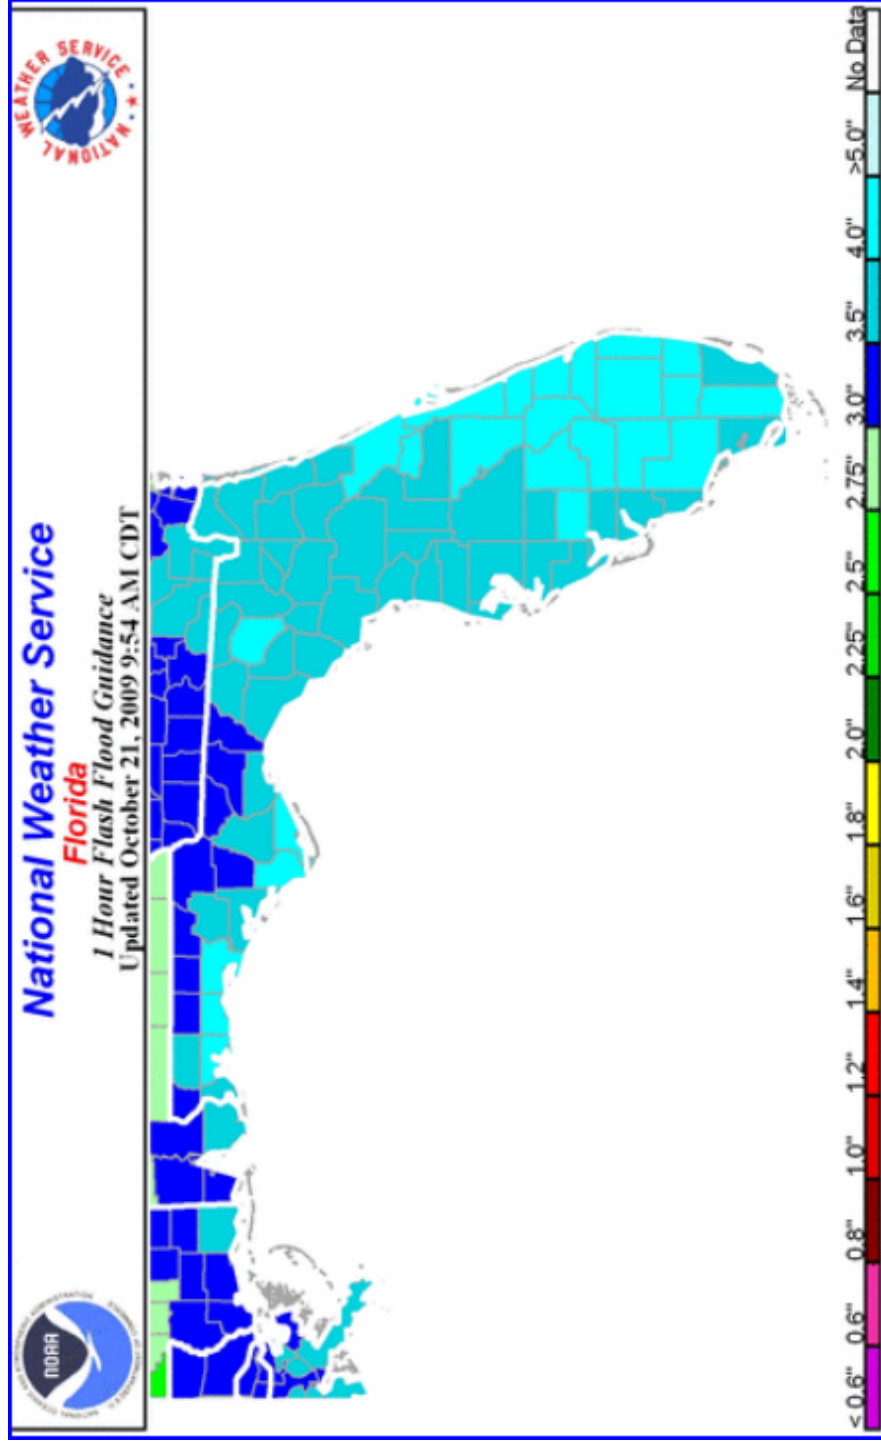 National Weather Service
Florida
1 Hour Flash Flood Guidance
Updated October 21, 2009 9:54 AM CDT
NOAA
NATIONAL WEATHER SERVICE
< 0.6" 0.6" 0.8" 1.0" 1.2" 1.4" 1.6" 1.8" 2.0" 2.25" 2.5" 2.75" 3.0" 3.5" 4.0" >5.0" No Data